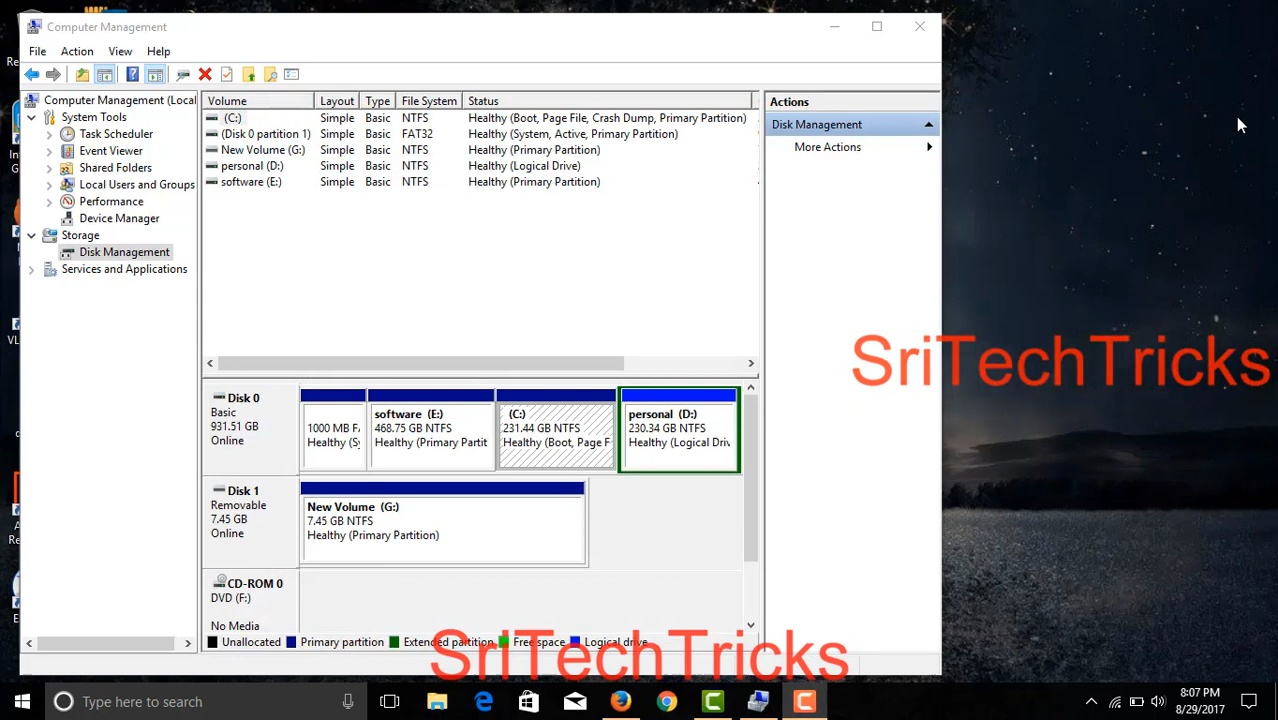 Computer Management
File Action View Help
Computer Management (Local
System Tools
Task Scheduler
Event Viewer
Shared Folders
Local Users and Groups
Performance
Device Manager
Storage
Disk Management
Services and Applications
Volume Layout Type File System Status
(C:) Simple Basic NTFS Healthy (Boot, Page File, Crash Dump, Primary Partition)
(Disk 0 partition 1) Simple Basic FAT32 Healthy (System, Active, Primary Partition)
New Volume (G:) Simple Basic NTFS Healthy (Primary Partition)
personal (D:) Simple Basic NTFS Healthy (Logical Drive)
software (E:) Simple Basic NTFS Healthy (Primary Partition)
Actions
Disk Management
More Actions
SriTechTricks
Disk 0
Basic
931.51 GB
Online
1000 MB FA
Healthy (Sy
software (E:)
468.75 GB NTFS
Healthy (Primary Partit
(C:)
231.44 GB NTFS
Healthy (Boot, Page F
personal (D:)
230.34 GB NTFS
Healthy (Logical Driv
Disk 1
Removable
7.45 GB
Online
New Volume (G:)
7.45 GB NTFS
Healthy (Primary Partition)
CD-ROM 0
DVD (F:)
No Media
Unallocated Primary partition Extended partition Free space Logical drive
SriTechTricks
Type here to search
8:07 PM
8/29/2017